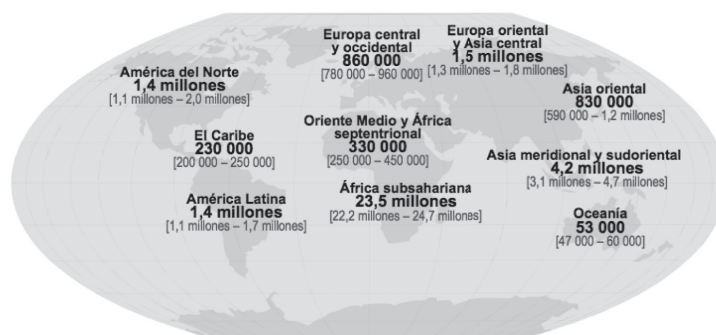 Europa central
y occidental
860 000
[780 000 – 960 000]
Europa oriental
y Asia central
1,5 millones
[1,3 millones – 1,8 millones]
América del Norte
1,4 millones
[1,1 millones – 2,0 millones]
Asia oriental
830 000
[590 000 – 1,2 millones]
El Caribe
230 000
[200 000 – 250 000]
Oriente Medio y África
septentrional
330 000
[250 000 – 450 000]
Asia meridional y sudoriental
4,2 millones
[3,1 millones – 4,7 millones]
América Latina
1,4 millones
[1,1 millones – 1,7 millones]
África subsahariana
23,5 millones
[22,2 millones – 24,7 millones]
Oceanía
53 000
[47 000 – 60 000]